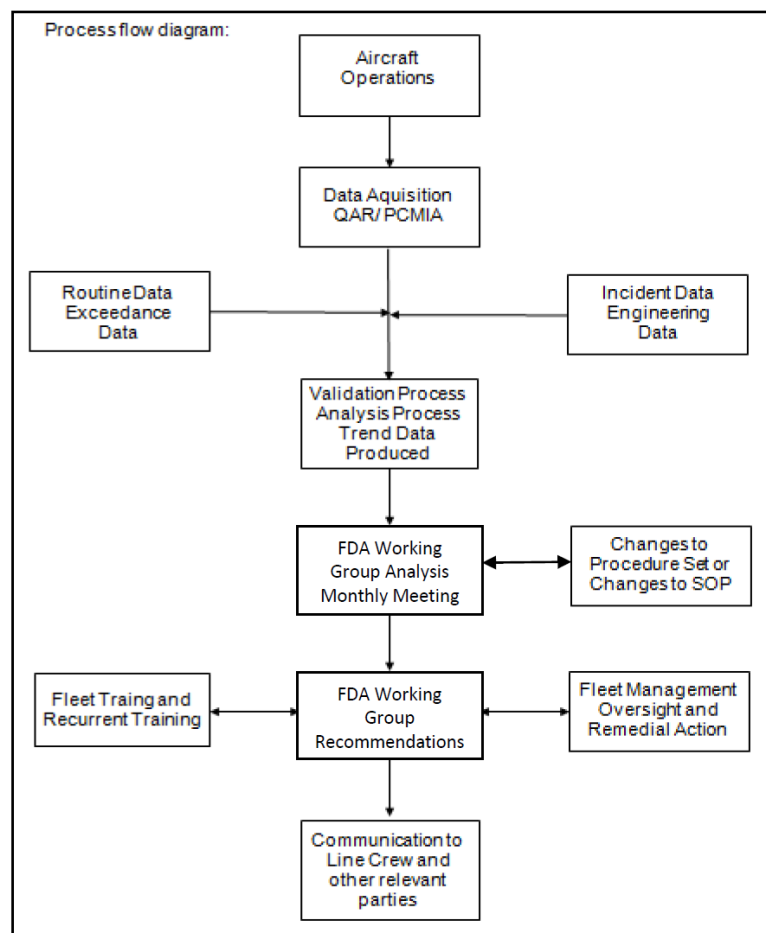 Process flow diagram:
Aircraft
Operations
Data Aquisition
QAR/ PCMIA
Routine Data
Exceedance
Data
Incident Data
Engineering
Data
Validation Process
Analysis Process
Trend Data
Produced
FDA Working
Group Analysis
Monthly Meeting
Changes to
Procedure Set or
Changes to SOP
Fleet Traing and
Recurrent Training
FDA Working
Group
Recommendations
Fleet Management
Oversight and
Remedial Action
Communication to
Line Crew and
other relevant
parties